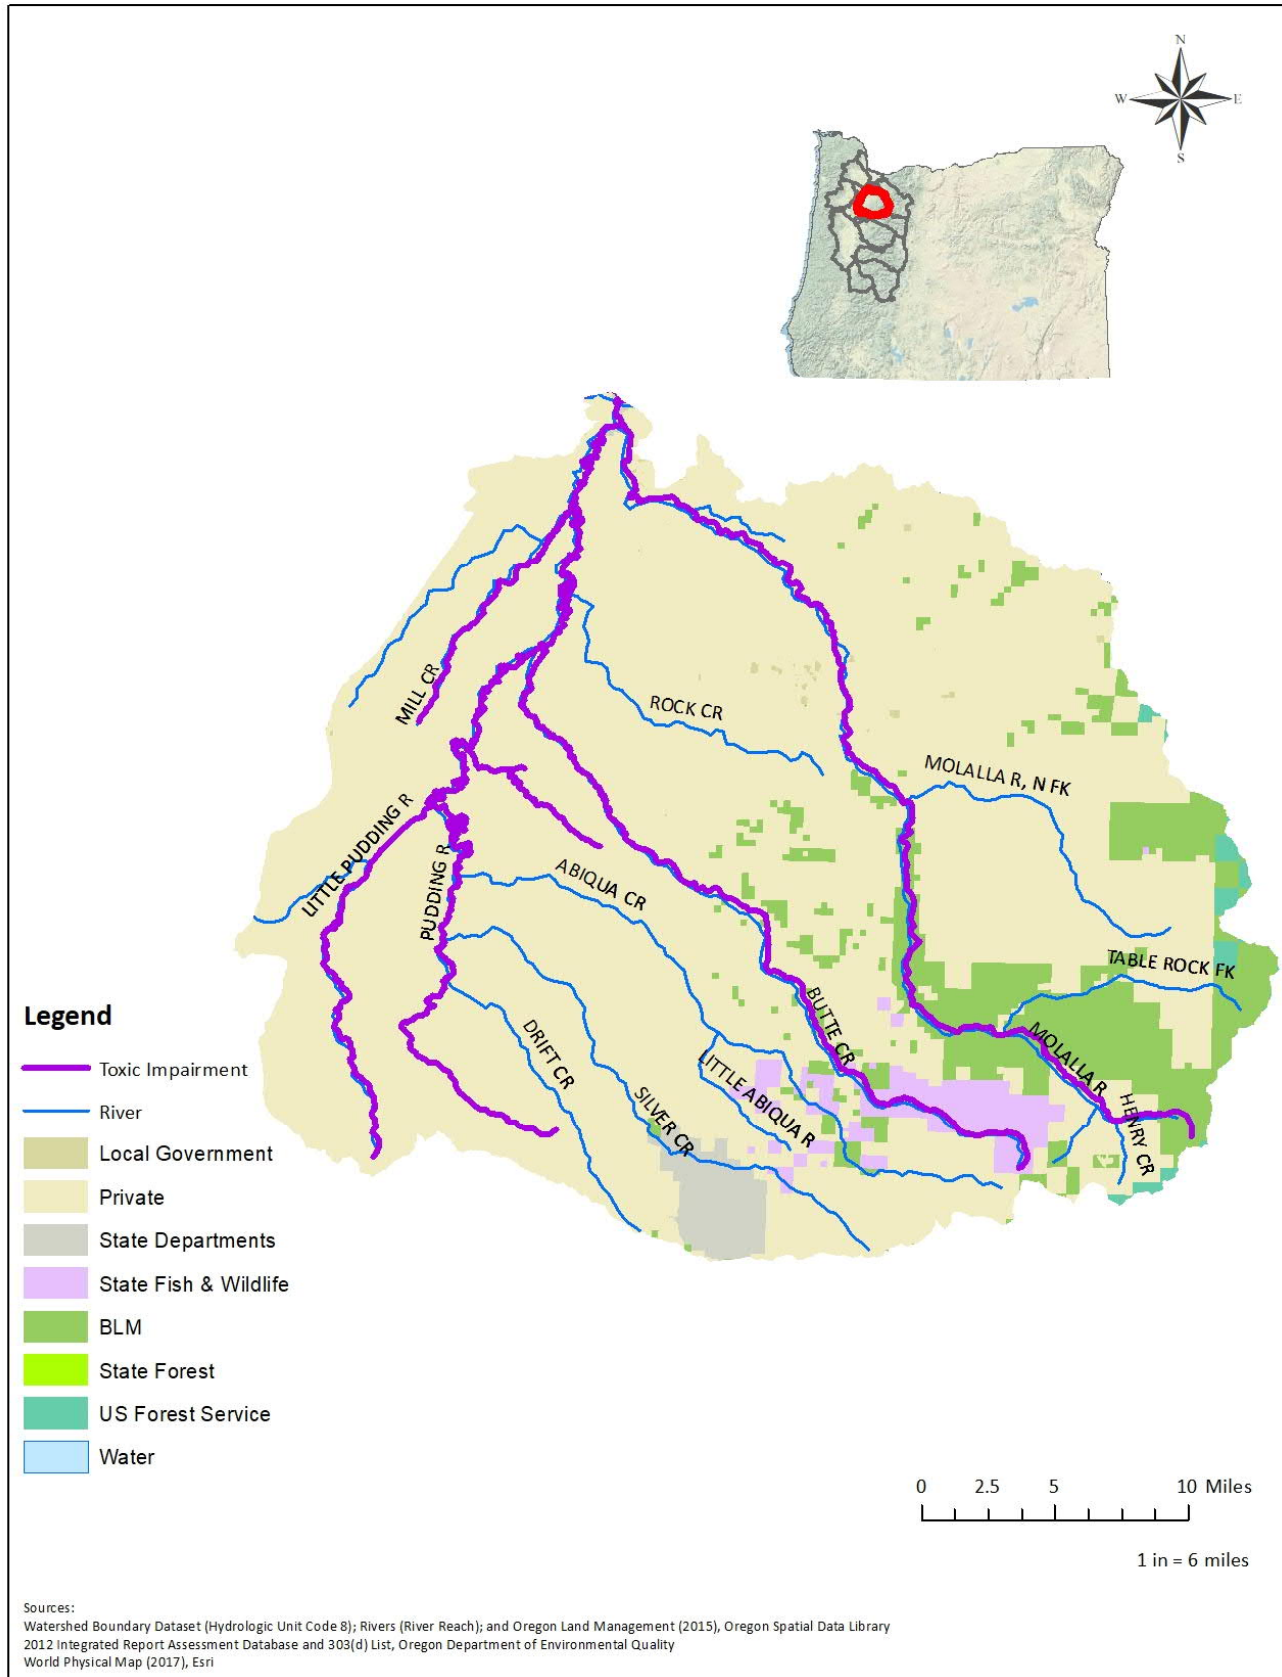 N
W
E
S
MILL CR
ROCK CR
MOLALLA R, N FK
LITTLE PUDDING R
PUDDING R
ABIQUA CR
TABLE ROCK FK
BUTTE CR
DRIFT CR
MOLALLA R
LITTLE ABIQUA R
SILVER CR
HENRY CR
Legend
Toxic Impairment
River
Local Government
Private
State Departments
State Fish & Wildlife
BLM
State Forest
US Forest Service
Water
0 2.5 5 10 Miles
1 in = 6 miles
Sources:
Watershed Boundary Dataset (Hydrologic Unit Code 8); Rivers (River Reach); and Oregon Land Management (2015), Oregon Spatial Data Library
2012 Integrated Report Assessment Database and 303(d) List, Oregon Department of Environmental Quality
World Physical Map (2017), Esri